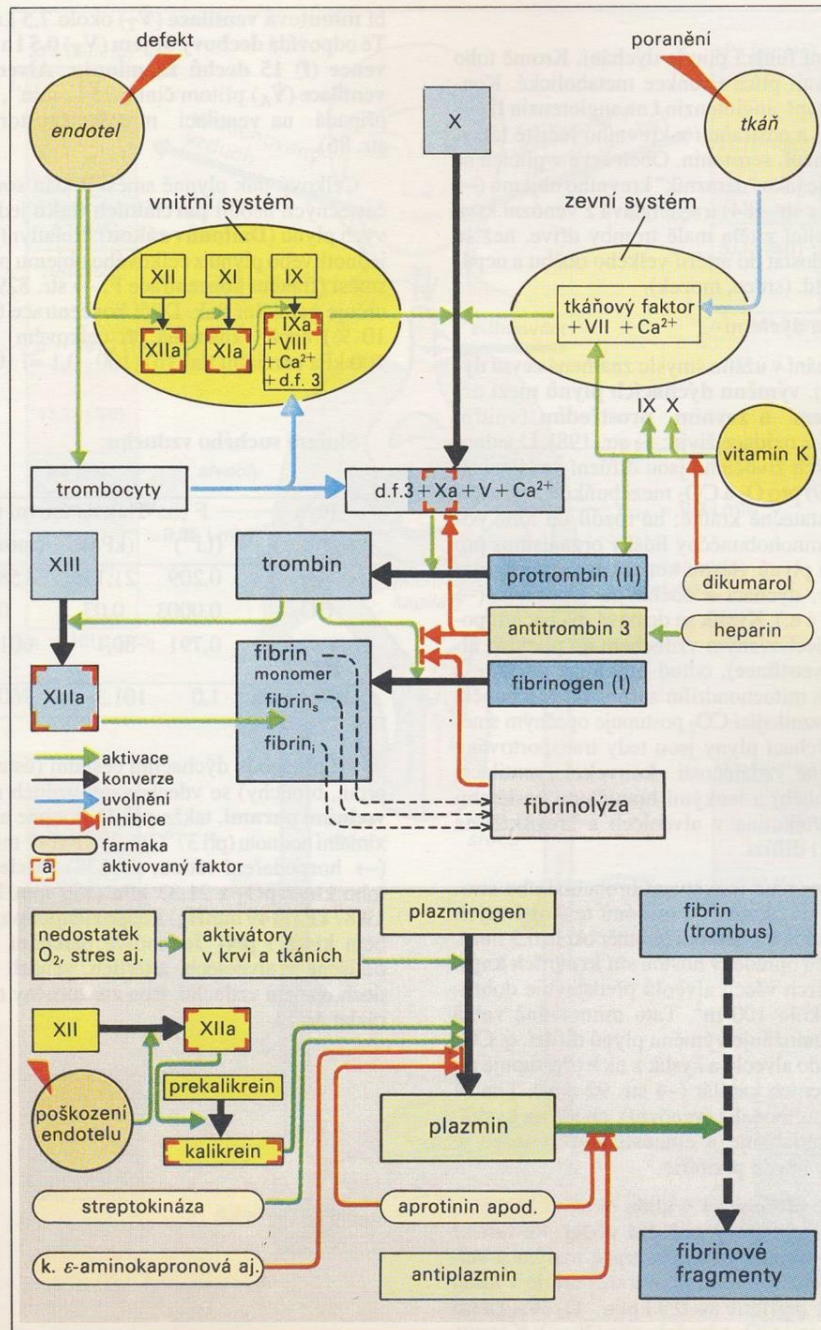 defekt
poranění
endotel
tkáň
X
vnitřní systém
zevní systém
XII
XI
IX
XIIa
XIa
IXa
+ VIII
+ Ca²⁺
+ d.f. 3
tkáňový faktor
+ VII + Ca²⁺
IX
X
vitamín K
trombocyty
d.f.3 + Xa + V + Ca²⁺
XIII
trombin
protrombin (II)
dikumarol
antitrombin 3
heparin
fibrin
monomer
fibrinₛ
fibrinᵢ
fibrinogen (I)
XIIIa
fibrinolýza
aktivace
konverze
uvolnění
inhibice
farmaka
a
aktivovaný faktor
nedostatek
O₂, stres aj.
aktivátory
v krvi a tkáních
plazminogen
fibrin
(trombus)
XII
XIIa
prekalikrein
poškození
endotelu
kalikrein
plazmin
streptokináza
aprotinin apod.
k. ε-aminokapronová aj.
antiplazmin
fibrinové
fragmenty